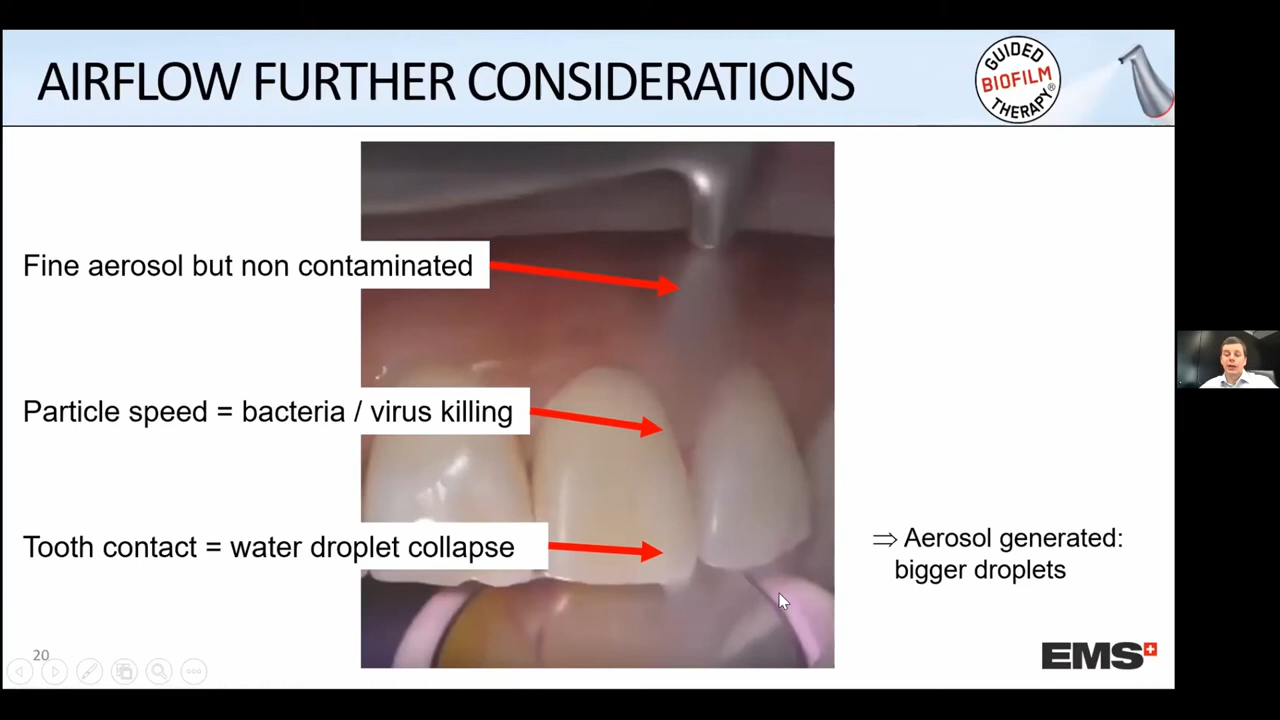 AIRFLOW FURTHER CONSIDERATIONS
GUIDED
BIOFILM
THERAPY®
Fine aerosol but non contaminated
Particle speed = bacteria / virus killing
Tooth contact = water droplet collapse
⇒ Aerosol generated:
bigger droplets
20
EMS